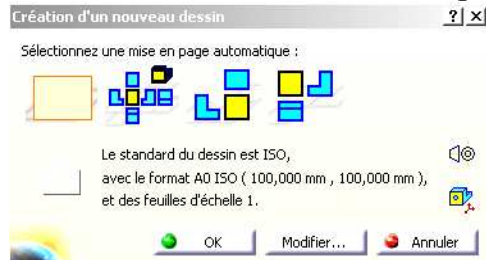 Création d'un nouveau dessin
Sélectionnez une mise en page automatique :
Le standard du dessin est ISO,
avec le format A0 ISO ( 100,000 mm , 100,000 mm ),
et des feuilles d'échelle 1.
OK Modifier... Annuler